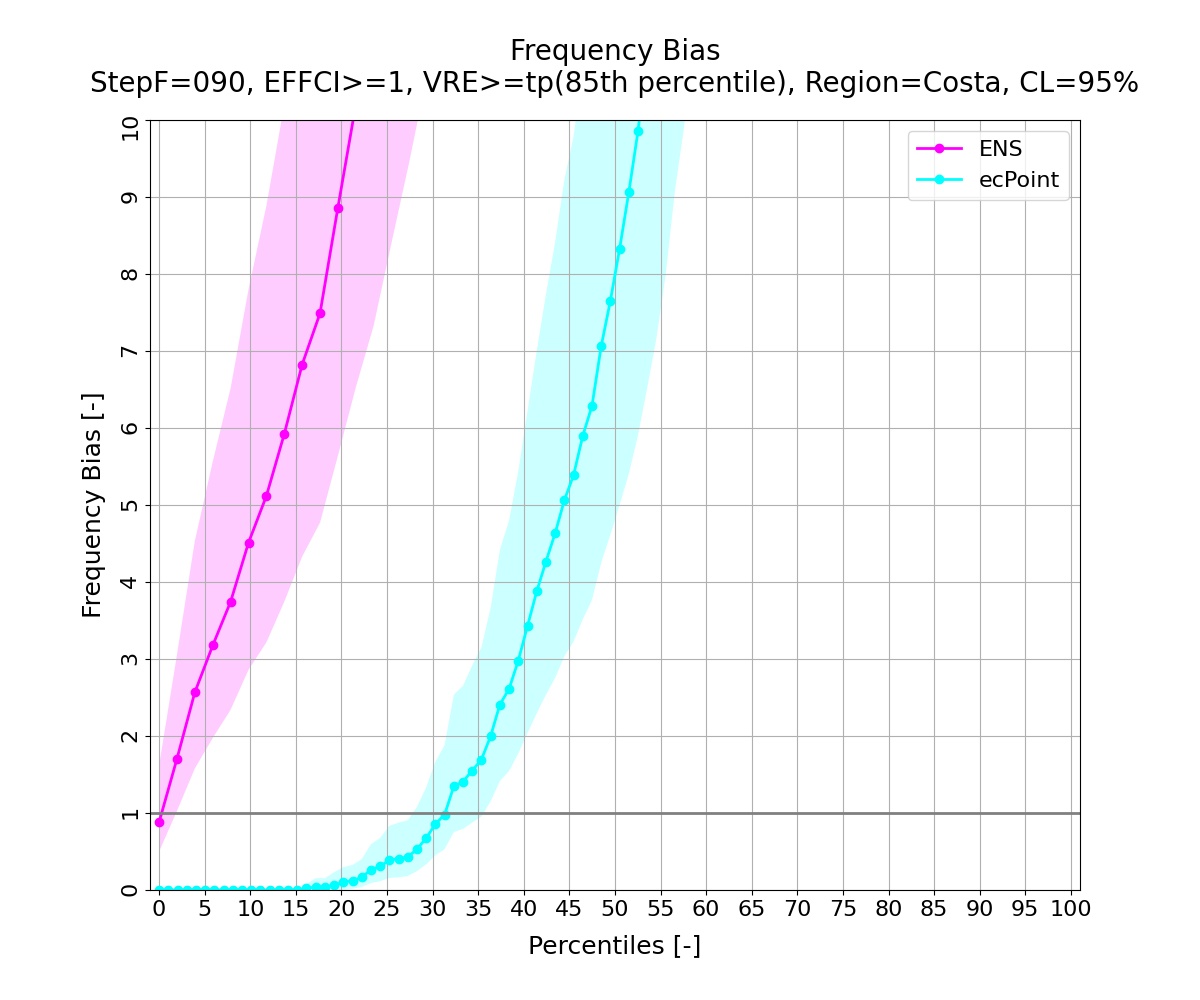 Frequency Bias
StepF=090, EFFCI>=1, VRE>=tp(85th percentile), Region=Costa, CL=95%
10
9
8
7
6
5
4
3
2
1
0
Frequency Bias [-]
ENS
ecPoint
0 5 10 15 20 25 30 35 40 45 50 55 60 65 70 75 80 85 90 95 100
Percentiles [-]